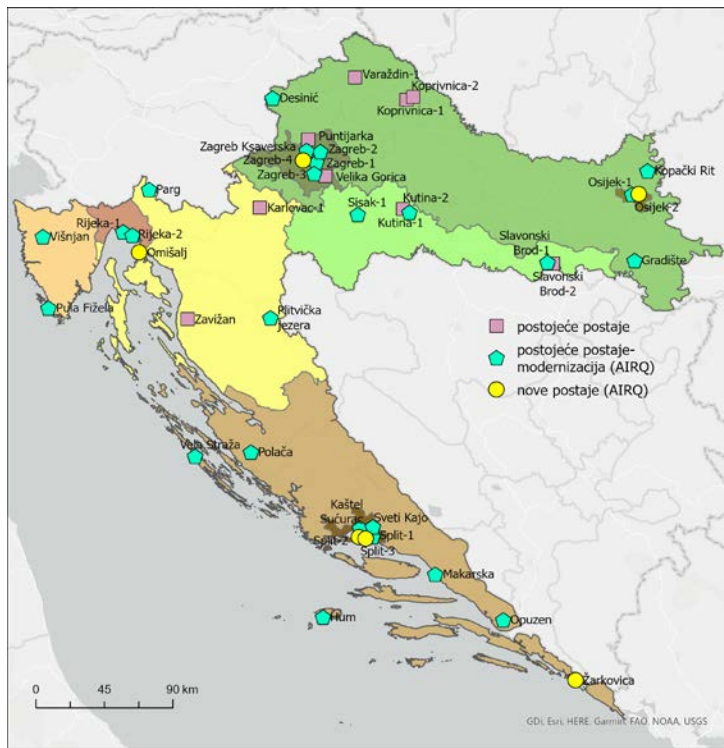 Varaždin-1
Koprivnica-2
Desinić
Koprivnica-1
Puntijarka
Zagreb Ksaverska
Zagreb-2
Zagreb-4
Zagreb-1
Zagreb-3
Velika Gorica
Kopački Rit
Osijek-1
Osijek-2
Parg
Karlovac-1
Sisak-1
Kutina-2
Kutina-1
Rijeka-1
Rijeka-2
Višnjan
Omišalj
Slavonski
Brod-1
Slavonski
Brod-2
Gradište
Pula Fižela
Zavižan
Plitvička
jezera
postojeće postaje
postojeće postaje-
modernizacija (AIRQ)
nove postaje (AIRQ)
Vela Straža
Polača
Kaštel
Sućurac
Sveti Kajo
Split-2
Split-1
Split-3
Makarska
Hum
Opuzen
Žarkovica
0 45 90 km
GDi, Esri, HERE, Garmin, FAO, NOAA, USGS